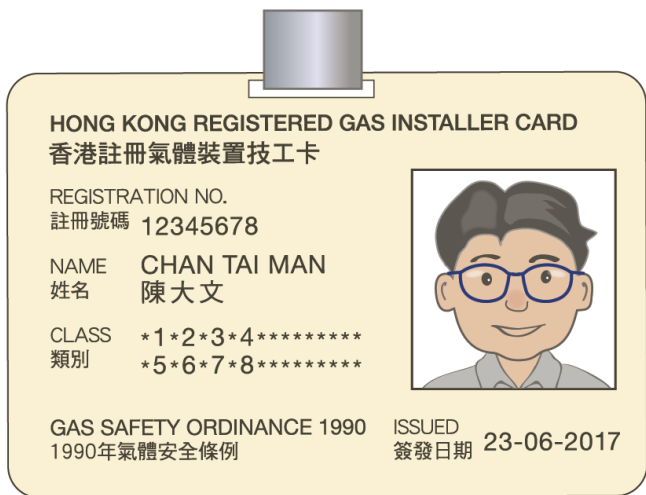 HONG KONG REGISTERED GAS INSTALLER CARD
香港註冊氣體裝置技工卡
REGISTRATION NO.
註冊號碼 12345678
NAME CHAN TAI MAN
姓名 陳大文
CLASS *1*2*3*4*********
類別 *5*6*7*8*********
GAS SAFETY ORDINANCE 1990
1990年氣體安全條例
ISSUED
簽發日期 23-06-2017